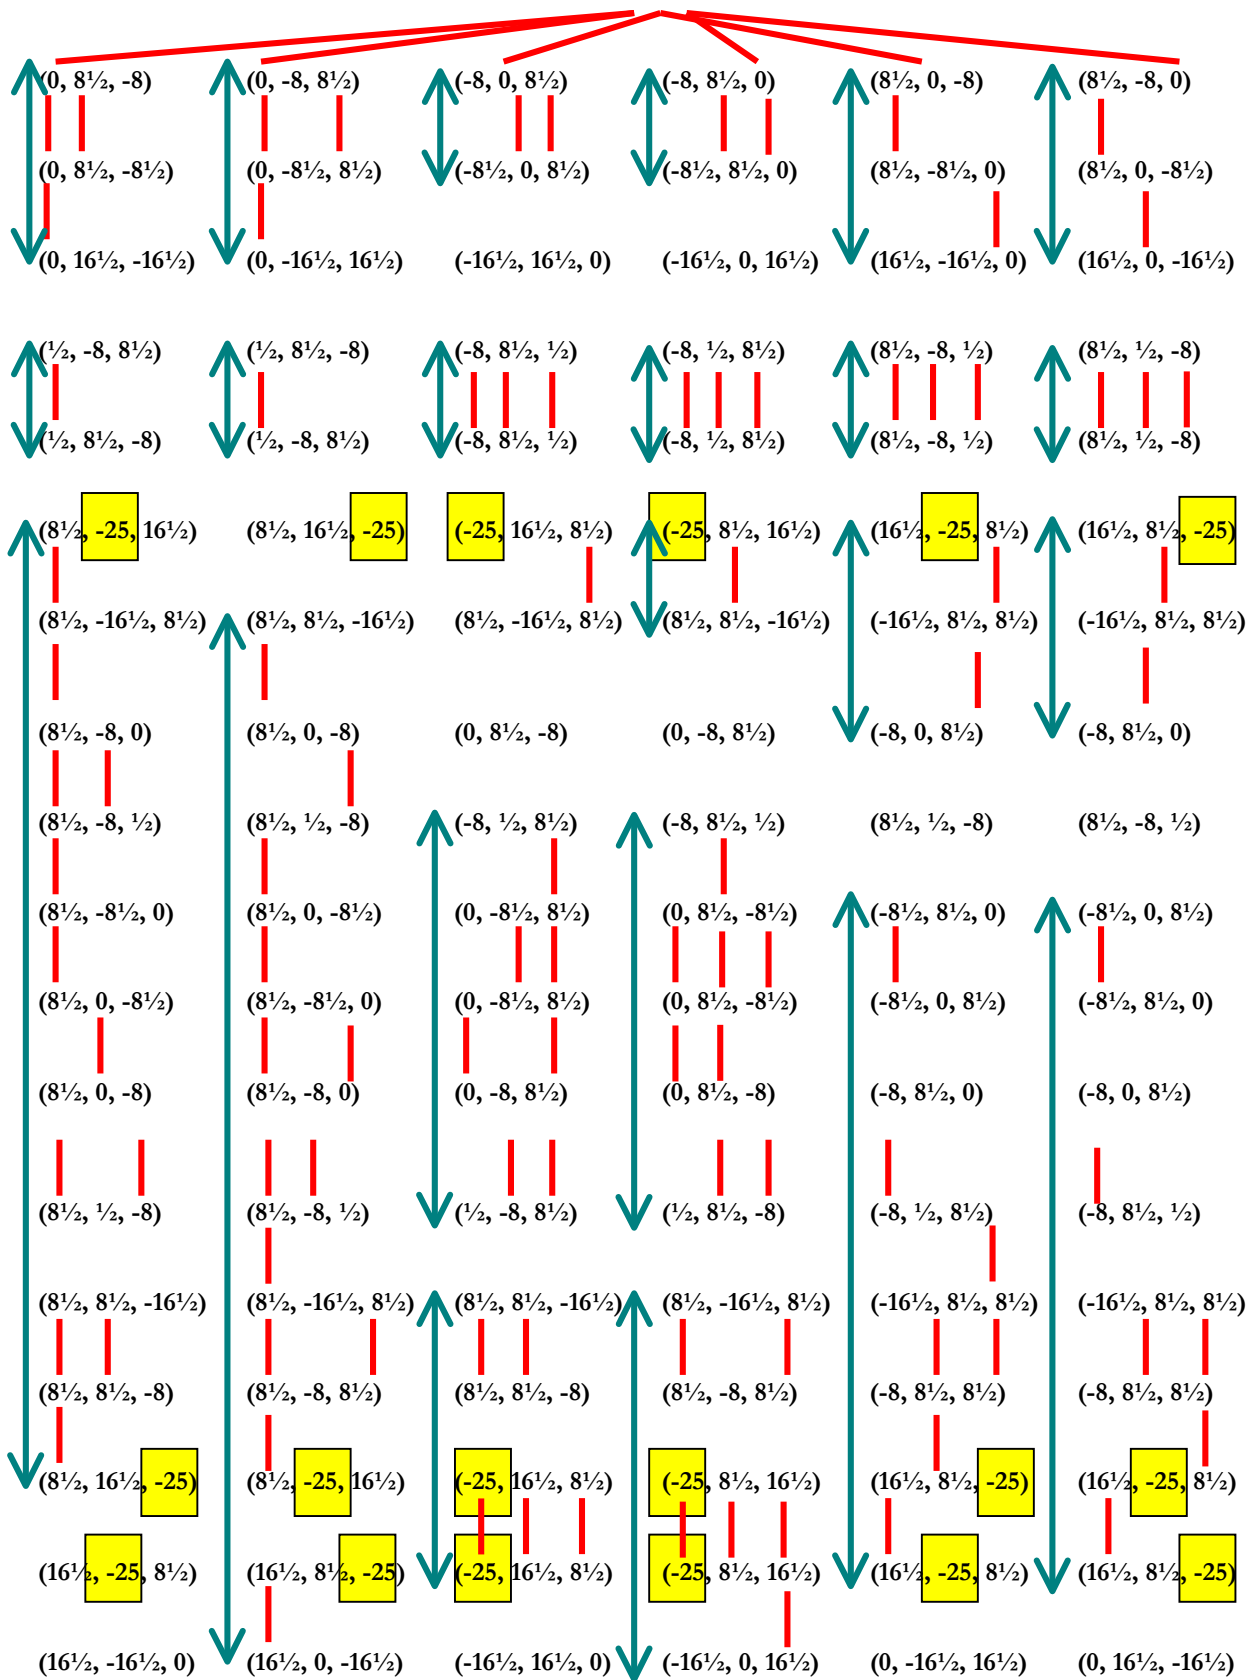 (0, 8½, -8) (0, -8, 8½) (-8, 0, 8½) (-8, 8½, 0) (8½, 0, -8) (8½, -8, 0)
(0, 8½, -8½) (0, -8½, 8½) (-8½, 0, 8½) (-8½, 8½, 0) (8½, -8½, 0) (8½, 0, -8½)
(0, 16½, -16½) (0, -16½, 16½) (-16½, 16½, 0) (-16½, 0, 16½) (16½, -16½, 0) (16½, 0, -16½)
(½, -8, 8½) (½, 8½, -8) (-8, 8½, ½) (-8, ½, 8½) (8½, -8, ½) (8½, ½, -8)
(½, 8½, -8) (½, -8, 8½) (-8, 8½, ½) (-8, ½, 8½) (8½, -8, ½) (8½, ½, -8)
(8½, -25, 16½) (8½, 16½, -25) (-25, 16½, 8½) (-25, 8½, 16½) (16½, -25, 8½) (16½, 8½, -25)
(8½, -16½, 8½) (8½, 8½, -16½) (8½, -16½, 8½) (8½, 8½, -16½) (-16½, 8½, 8½) (-16½, 8½, 8½)
(8½, -8, 0) (8½, 0, -8) (0, 8½, -8) (0, -8, 8½) (-8, 0, 8½) (-8, 8½, 0)
(8½, -8, ½) (8½, ½, -8) (-8, ½, 8½) (-8, 8½, ½) (8½, ½, -8) (8½, -8, ½)
(8½, -8½, 0) (8½, 0, -8½) (0, -8½, 8½) (0, 8½, -8½) (-8½, 8½, 0) (-8½, 0, 8½)
(8½, 0, -8½) (8½, -8½, 0) (0, -8½, 8½) (0, 8½, -8½) (-8½, 0, 8½) (-8½, 8½, 0)
(8½, 0, -8) (8½, -8, 0) (0, -8, 8½) (0, 8½, -8) (-8, 8½, 0) (-8, 0, 8½)
(8½, ½, -8) (8½, -8, ½) (½, -8, 8½) (½, 8½, -8) (-8, ½, 8½) (-8, 8½, ½)
(8½, 8½, -16½) (8½, -16½, 8½) (8½, 8½, -16½) (8½, -16½, 8½) (-16½, 8½, 8½) (-16½, 8½, 8½)
(8½, 8½, -8) (8½, -8, 8½) (8½, 8½, -8) (8½, -8, 8½) (-8, 8½, 8½) (-8, 8½, 8½)
(8½, 16½, -25) (8½, -25, 16½) (-25, 16½, 8½) (-25, 8½, 16½) (16½, 8½, -25) (16½, -25, 8½)
(16½, -25, 8½) (16½, 8½, -25) (-25, 16½, 8½) (-25, 8½, 16½) (16½, -25, 8½) (16½, 8½, -25)
(16½, -16½, 0) (16½, 0, -16½) (-16½, 16½, 0) (-16½, 0, 16½) (0, -16½, 16½) (0, 16½, -16½)